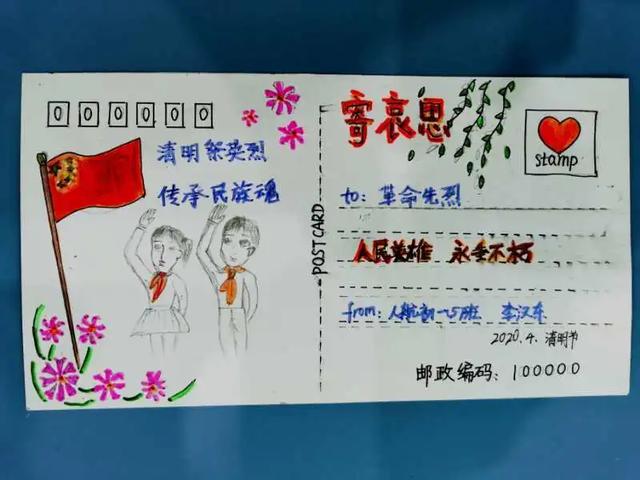 000000
清明祭英烈
传承民族魂
POSTCARD
寄哀思
stamp
to: 革命先烈
人民英雄 永垂不朽
from: 人航初一5班 李汉东
2020.4.清明节
邮政编码: 100000